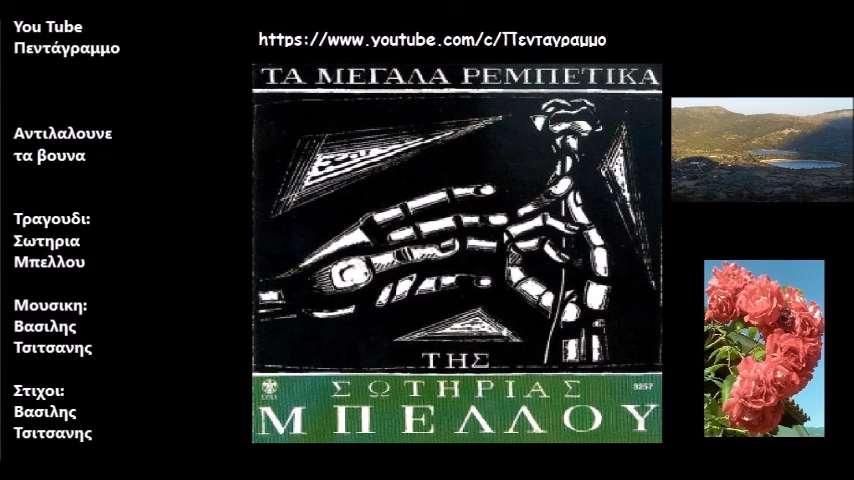 You Tube
Πεντάγραμμο
Αντιλαλουνε
τα βουνα
Τραγουδι:
Σωτηρια
Μπελλου
Μουσικη:
Βασιλης
Τσιτσανης
Στιχοι:
Βασιλης
Τσιτσανης
https://www.youtube.com/c/Πενταγραμμο
ΤΑ ΜΕΓΑΛΑ ΡΕΜΠΕΤΙΚΑ
ΤΗΣ
ΣΩΤΗΡΙΑΣ
3257
ΜΠΕΛΛΟΥ